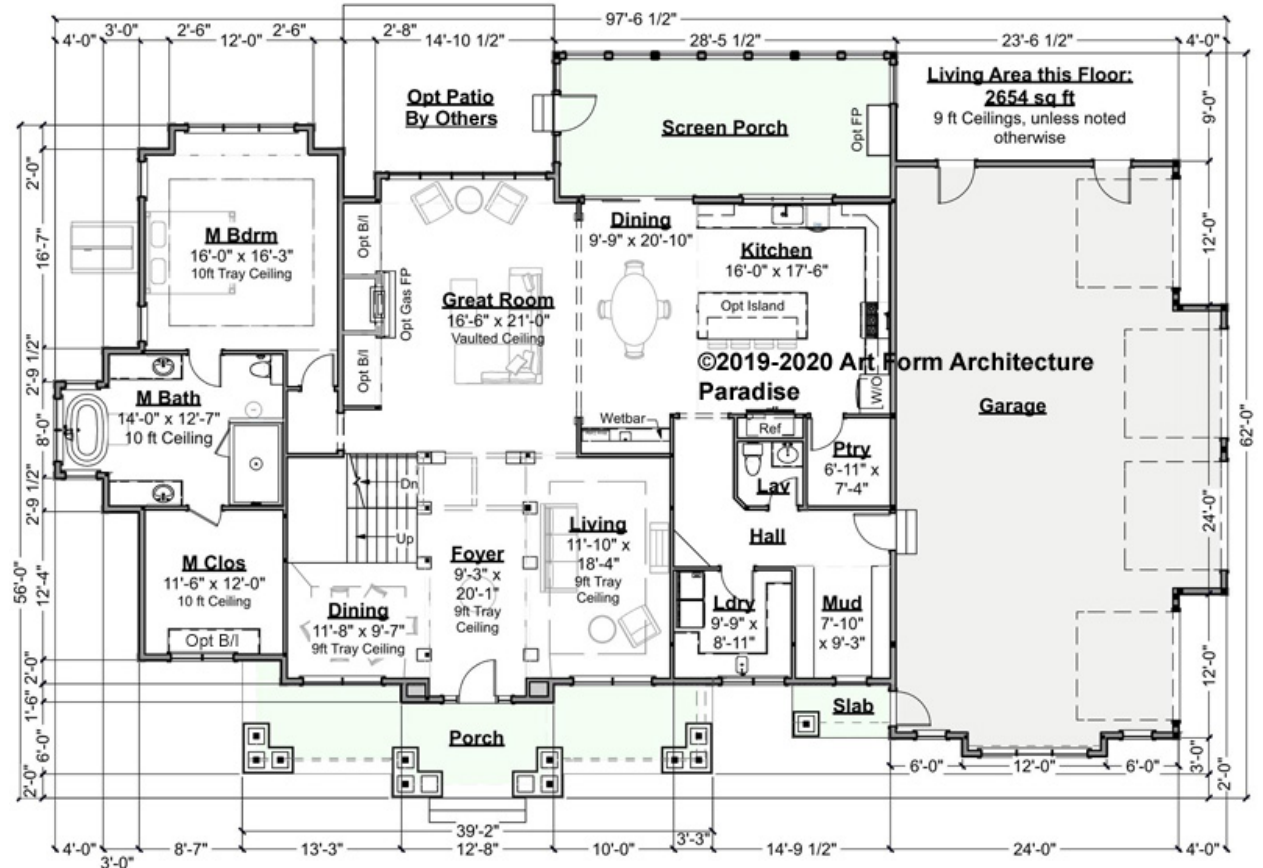 97'-6 1/2"
4'-0"
3'-0"
2'-6"
12'-0"
2'-6"
2'-8"
14'-10 1/2"
28'-5 1/2"
23'-6 1/2"
4'-0"
Opt Patio
By Others
Screen Porch
Opt FP
Living Area this Floor:
2654 sq ft
9 ft Ceilings, unless noted
otherwise
9'-0"
2'-0"
16'-7"
2'-9 1/2"
8'-0"
2'-9 1/2"
12'-4"
56'-0"
2'-0"
1'-6"
6'-0"
2'-0"
M Bdrm
16'-0" x 16'-3"
10ft Tray Ceiling
Opt B/I
Opt Gas FP
Opt B/I
Great Room
16'-6" x 21'-0"
Vaulted Ceiling
Dining
9'-9" x 20'-10"
Kitchen
16'-0" x 17'-6"
Opt Island
©2019-2020 Art Form Architecture
Paradise
W/O
Garage
12'-0"
62'-0"
24'-0"
12'-0"
3'-0"
2'-0"
M Bath
14'-0" x 12'-7"
10 ft Ceiling
Wetbar
Ref
Ptry
6'-11" x
7'-4"
Lav
Dn
Up
Hall
Living
11'-10" x
18'-4"
9ft Tray
Ceiling
Foyer
9'-3" x
20'-1"
9ft Tray
Ceiling
M Clos
11'-6" x 12'-0"
10 ft Ceiling
Opt B/I
Dining
11'-8" x 9'-7"
9ft Tray Ceiling
Ldry
9'-9" x
8'-11"
Mud
7'-10"
x 9'-3"
Slab
Porch
6'-0"
12'-0"
6'-0"
39'-2"
3'-3"
4'-0"
3'-0"
8'-7"
13'-3"
12'-8"
10'-0"
14'-9 1/2"
24'-0"
4'-0"